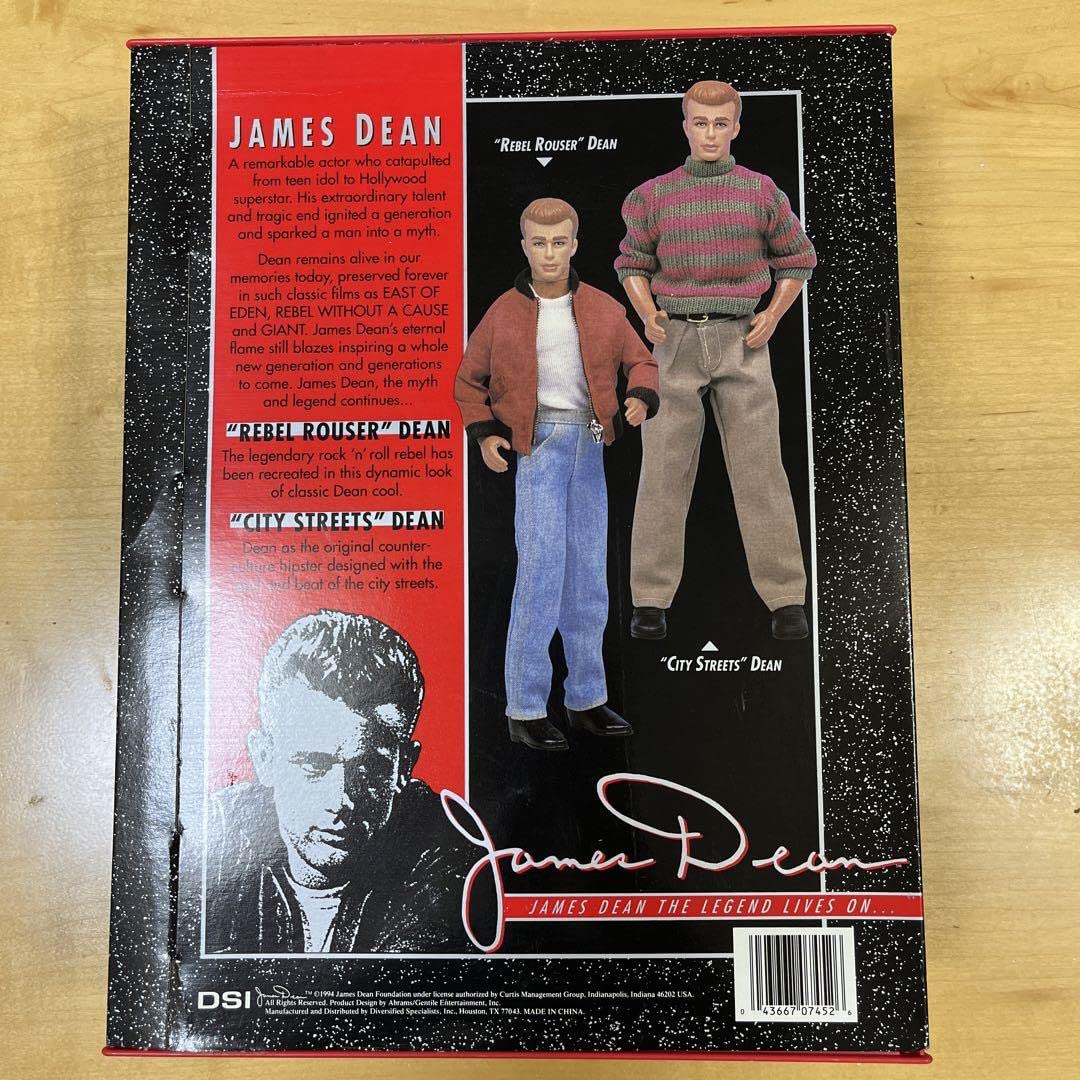 JAMES DEAN
A remarkable actor who catapulted
from teen idol to Hollywood
superstar. His extraordinary talent
and tragic end ignited a generation
and sparked a man into a myth.
Dean remains alive in our
memories today, preserved forever
in such classic films as EAST OF
EDEN, REBEL WITHOUT A CAUSE
and GIANT. James Dean's eternal
flame still blazes inspiring a whole
new generation and generations
to come. James Dean, the myth
and legend continues...
"REBEL ROUSER" DEAN
The legendary rock 'n' roll rebel has
been recreated in this dynamic look
of classic Dean cool.
"CITY STREETS" DEAN
Dean as the original counter-
culture hipster designed with the
and beat of the city streets.
"REBEL ROUSER" DEAN
"CITY STREETS" DEAN
James Dean
JAMES DEAN THE LEGEND LIVES ON...
DSI
James Dean™ ©1994 James Dean Foundation under license authorized by Curtis Management Group, Indianapolis, Indiana 46202 USA.
All Rights Reserved. Product Design by Abrams/Gentile Entertainment, Inc.
Manufactured and Distributed by Diversified Specialists, Inc., Houston, TX 77043. MADE IN CHINA.
0 43667 07452 6